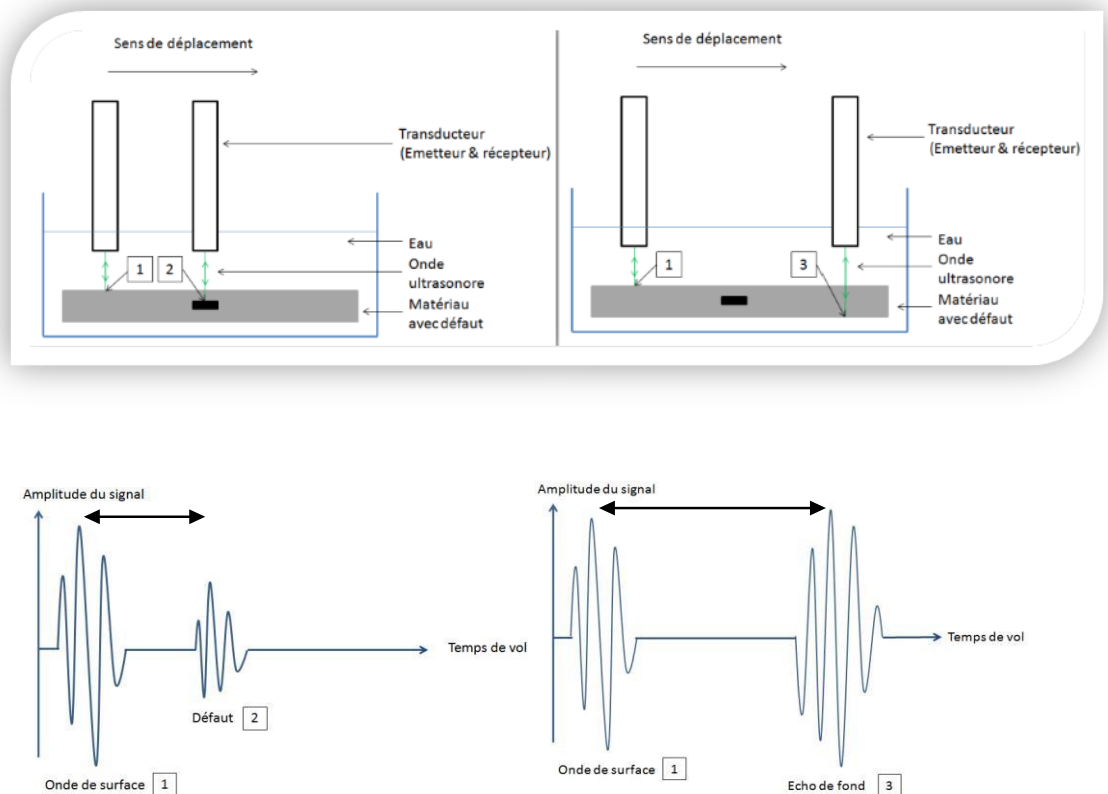 Sens de déplacement
Transducteur
(Emetteur & récepteur)
1
2
Eau
Onde
ultrasonore
Matériau
avec défaut
Sens de déplacement
Transducteur
(Emetteur & récepteur)
1
3
Eau
Onde
ultrasonore
Matériau
avec défaut
Amplitude du signal
Temps de vol
Défaut 2
Onde de surface 1
Amplitude du signal
Temps de vol
Onde de surface 1
Echo de fond 3